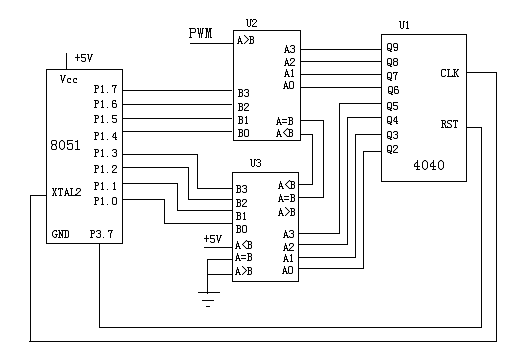 U2
U1
PWM
A>B
+5V
Vcc
8051
XTAL2
GND
P1.7
P1.6
P1.5
P1.4
P1.3
P1.2
P1.1
P1.0
P3.7
B3
B2
B1
B0
A3
A2
A1
A0
A=B
A<B
U3
B3
B2
B1
B0
+5V
A<B
A=B
A>B
A<B
A=B
A>B
A3
A2
A1
A0
Q9
Q8
Q7
Q6
Q5
Q4
Q3
Q2
CLK
RST
4040